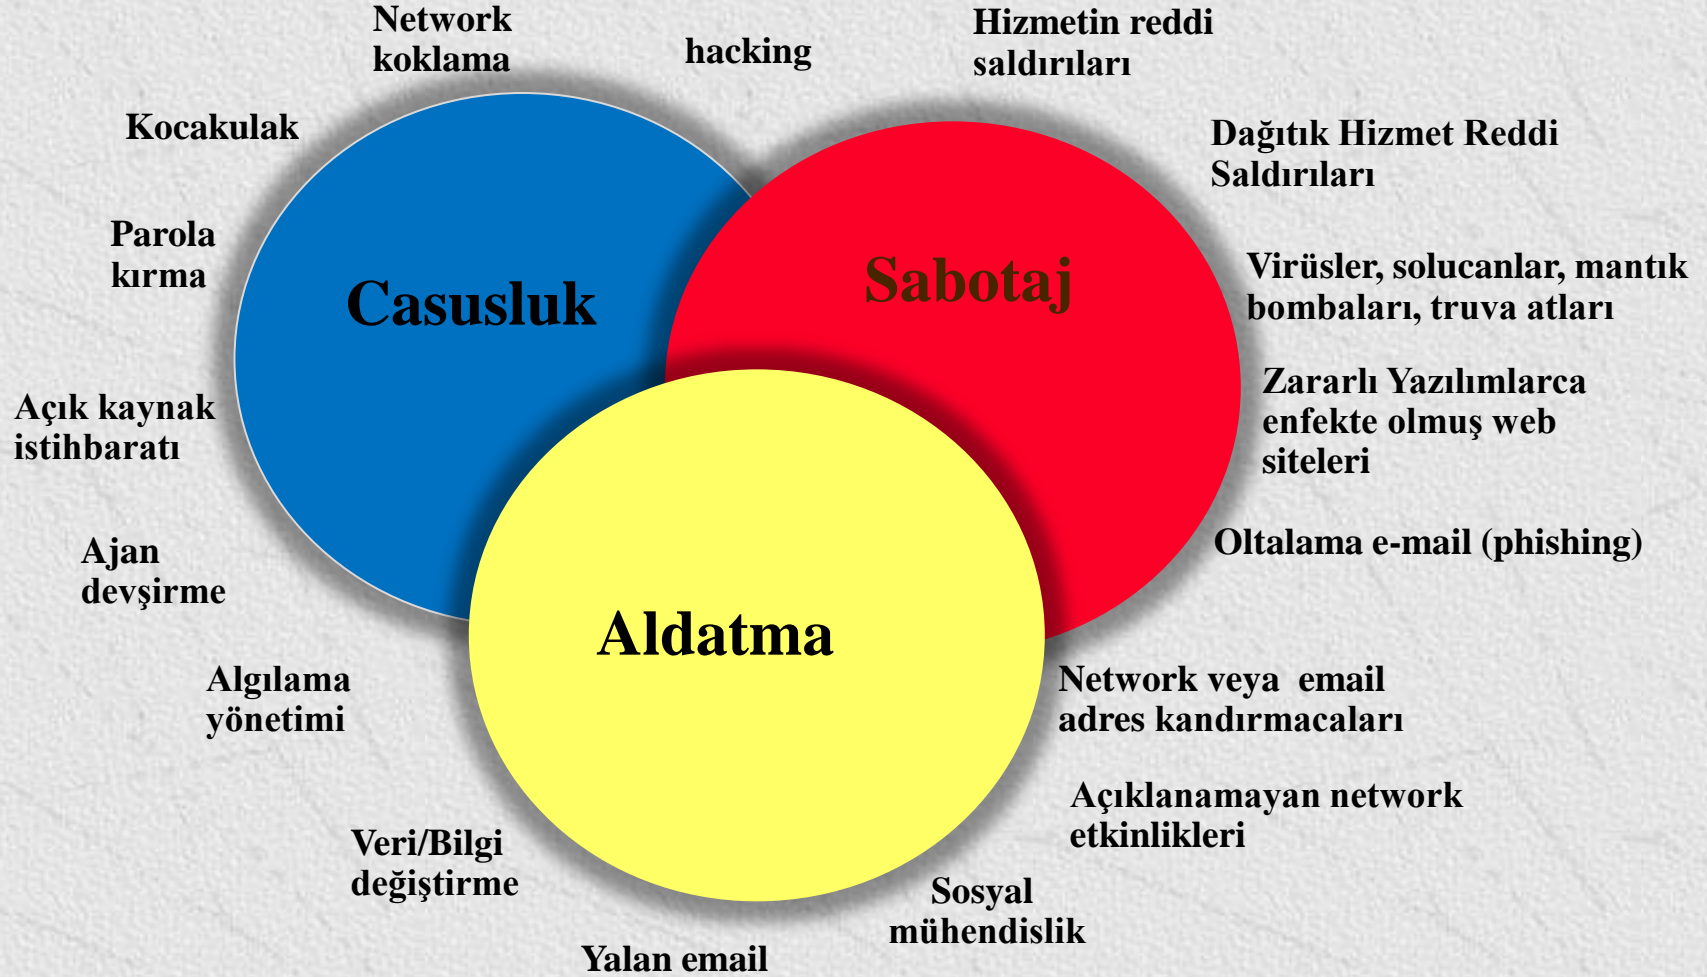 Network
koklama
hacking
Hizmetin reddi
saldırıları
Kocakulak
Dağıtık Hizmet Reddi
Saldırıları
Parola
kırma
Casusluk
Sabotaj
Virüsler, solucanlar, mantık
bombaları, truva atları
Açık kaynak
istihbaratı
Zararlı Yazılımlarca
enfekte olmuş web
siteleri
Ajan
devşirme
Oltalama e-mail (phishing)
Aldatma
Algılama
yönetimi
Network veya  email
adres kandırmacaları
Açıklanamayan network
etkinlikleri
Veri/Bilgi
değiştirme
Sosyal
mühendislik
Yalan email